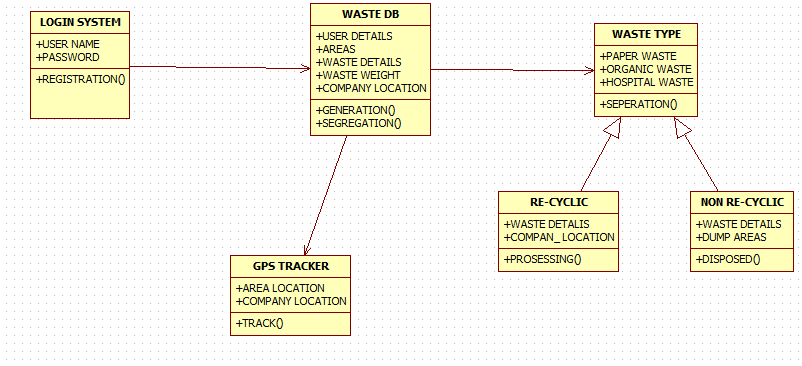 LOGIN SYSTEM
+USER NAME
+PASSWORD
+REGISTRATION()
WASTE DB
+USER DETAILS
+AREAS
+WASTE DETAILS
+WASTE WEIGHT
+COMPANY LOCATION
+GENERATION()
+SEGREGATION()
WASTE TYPE
+PAPER WASTE
+ORGANIC WASTE
+HOSPITAL WASTE
+SEPERATION()
RE-CYCLIC
+WASTE DETALIS
+COMPAN_ LOCATION
+PROSESSING()
NON RE-CYCLIC
+WASTE DETAILS
+DUMP AREAS
+DISPOSED()
GPS TRACKER
+AREA LOCATION
+COMPANY LOCATION
+TRACK()